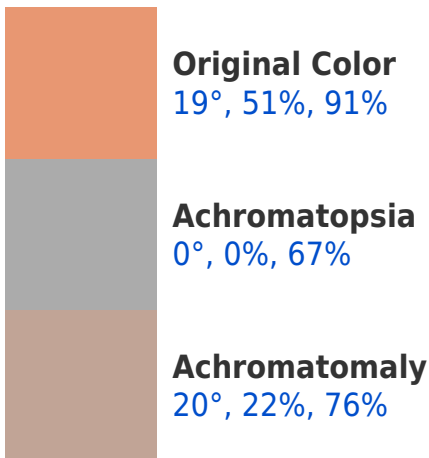 Original Color
19°, 51%, 91%
Achromatopsia
0°, 0%, 67%
Achromatomaly
20°, 22%, 76%